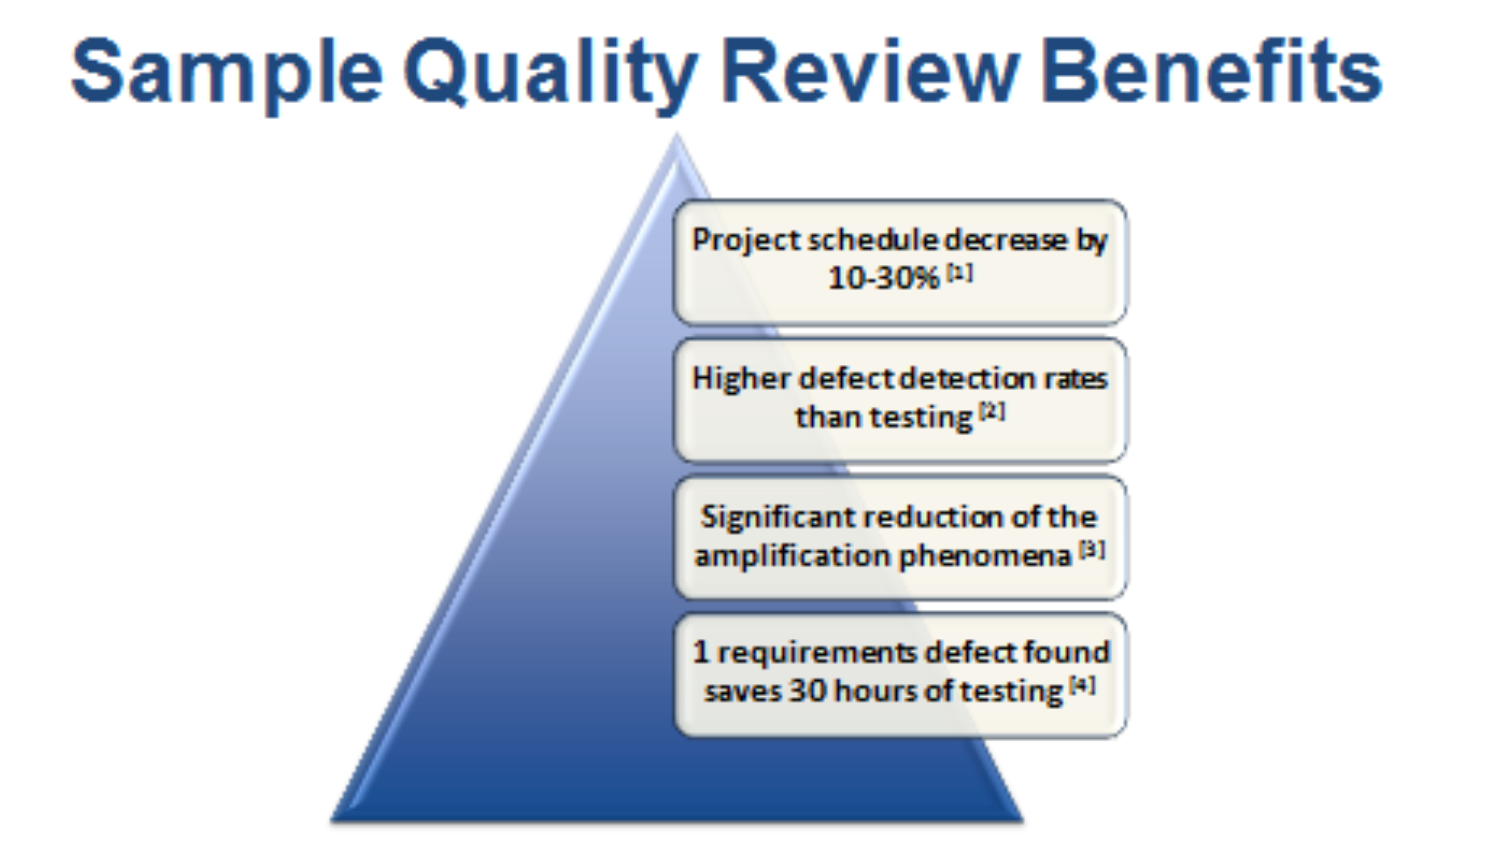 Sample Quality Review Benefits
Project schedule decrease by
10-30% [1]
Higher defect detection rates
than testing [2]
Significant reduction of the
amplification phenomena [3]
1 requirements defect found
saves 30 hours of testing [4]